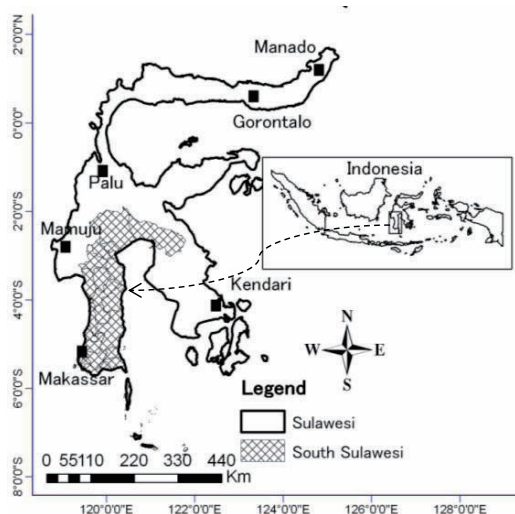 2°0'0"N
0°0'0"
2°0'0"S
4°0'0"S
6°0'0"S
8°0'0"S
Manado
Gorontalo
Indonesia
Palu
Mamuju
Kendari
Makassar
N
W E
S
Legend
Sulawesi
South Sulawesi
0 55110 220 330 440
Km
120°0'0"E 122°0'0"E 124°0'0"E 126°0'0"E 128°0'0"E